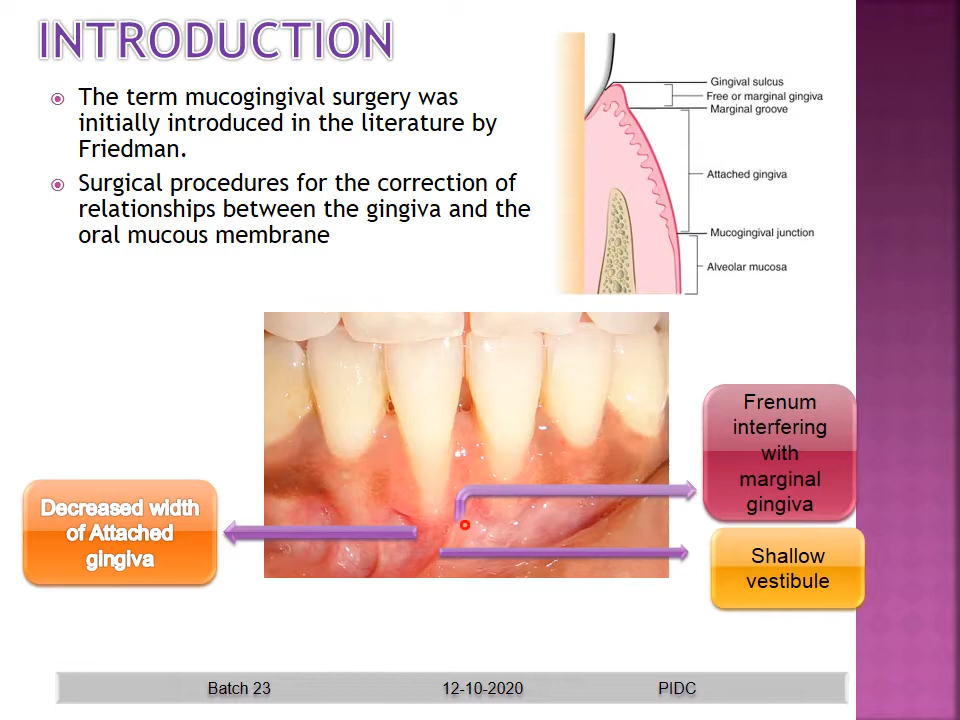 INTRODUCTION
The term mucogingival surgery was
initially introduced in the literature by
Friedman.
Surgical procedures for the correction of
relationships between the gingiva and the
oral mucous membrane
Gingival sulcus
Free or marginal gingiva
Marginal groove
Attached gingiva
Mucogingival junction
Alveolar mucosa
Frenum
interfering
with
marginal
gingiva
Decreased width
of Attached
gingiva
Shallow
vestibule
Batch 23 12-10-2020 PIDC